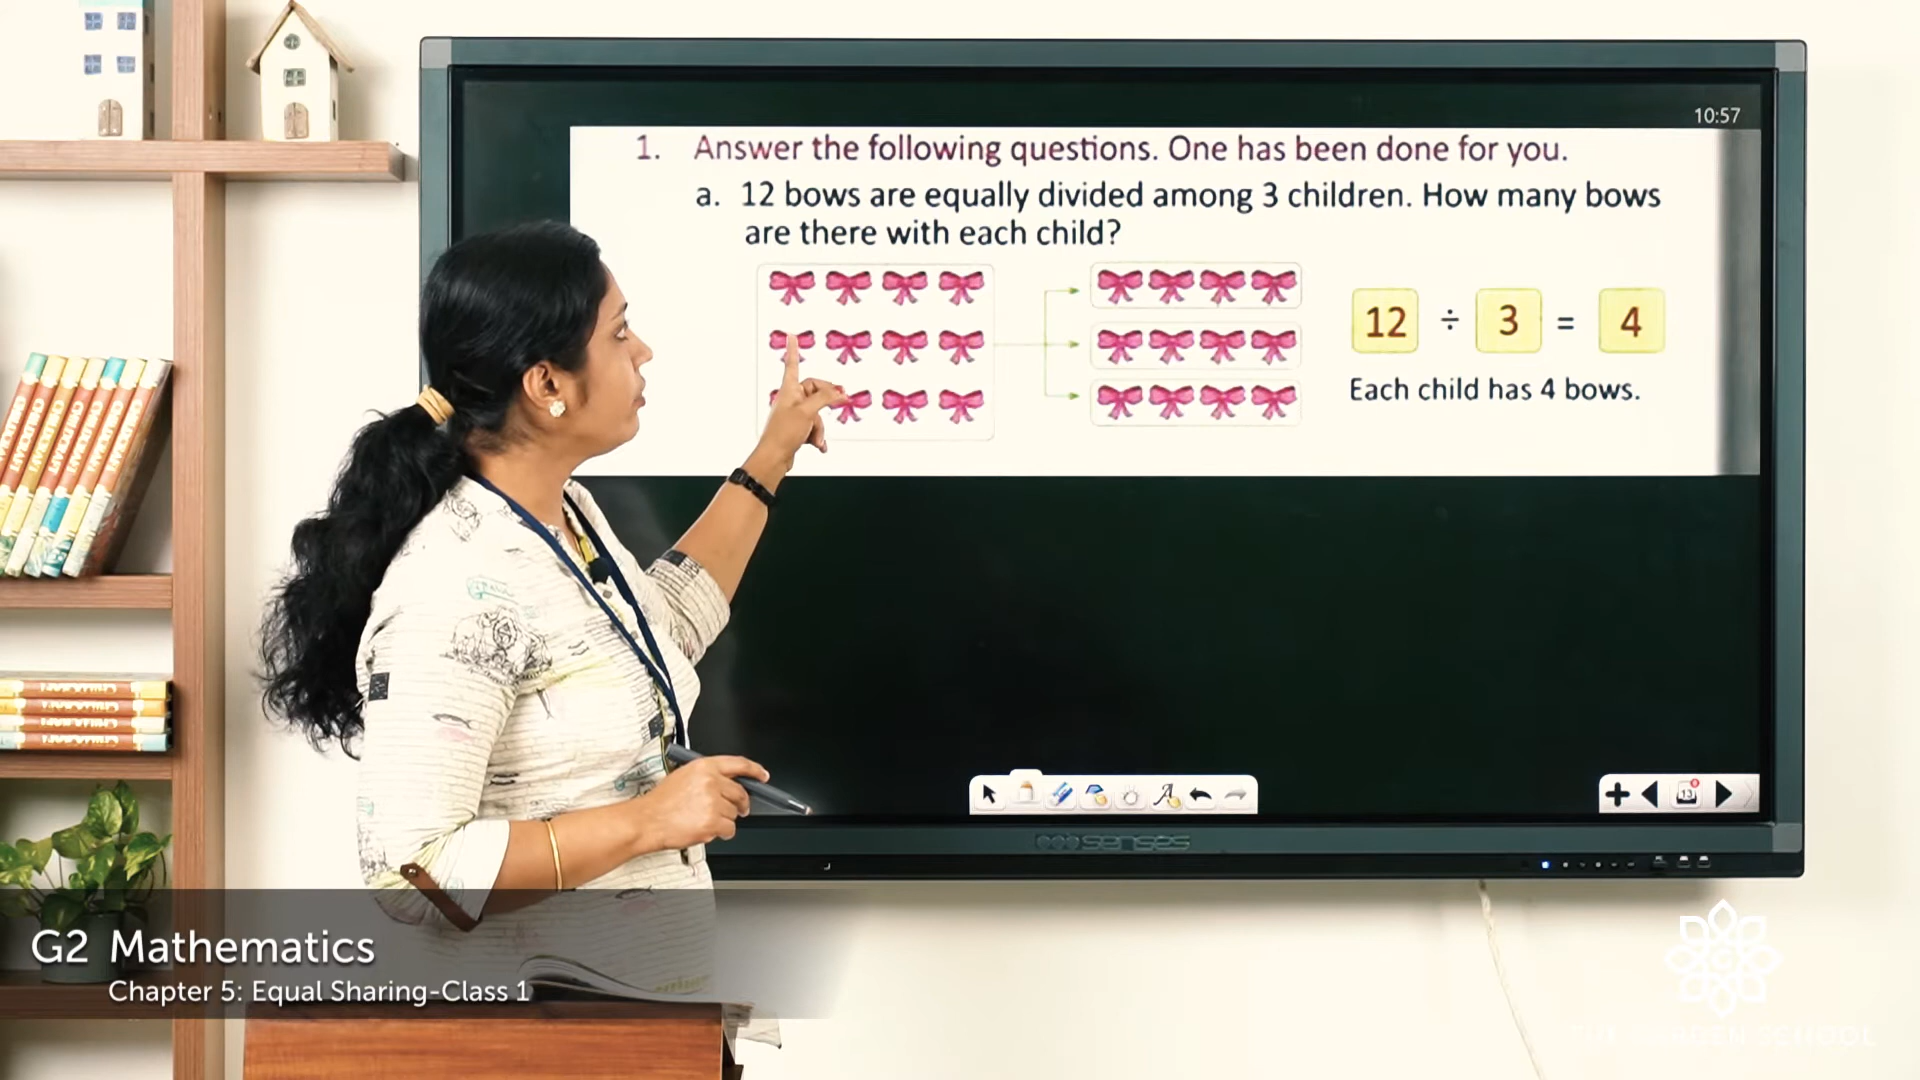 10:57
1. Answer the following questions. One has been done for you.
a. 12 bows are equally divided among 3 children. How many bows
are there with each child?
12 ÷ 3 = 4
Each child has 4 bows.
senses
G2 Mathematics
Chapter 5: Equal Sharing-Class 1